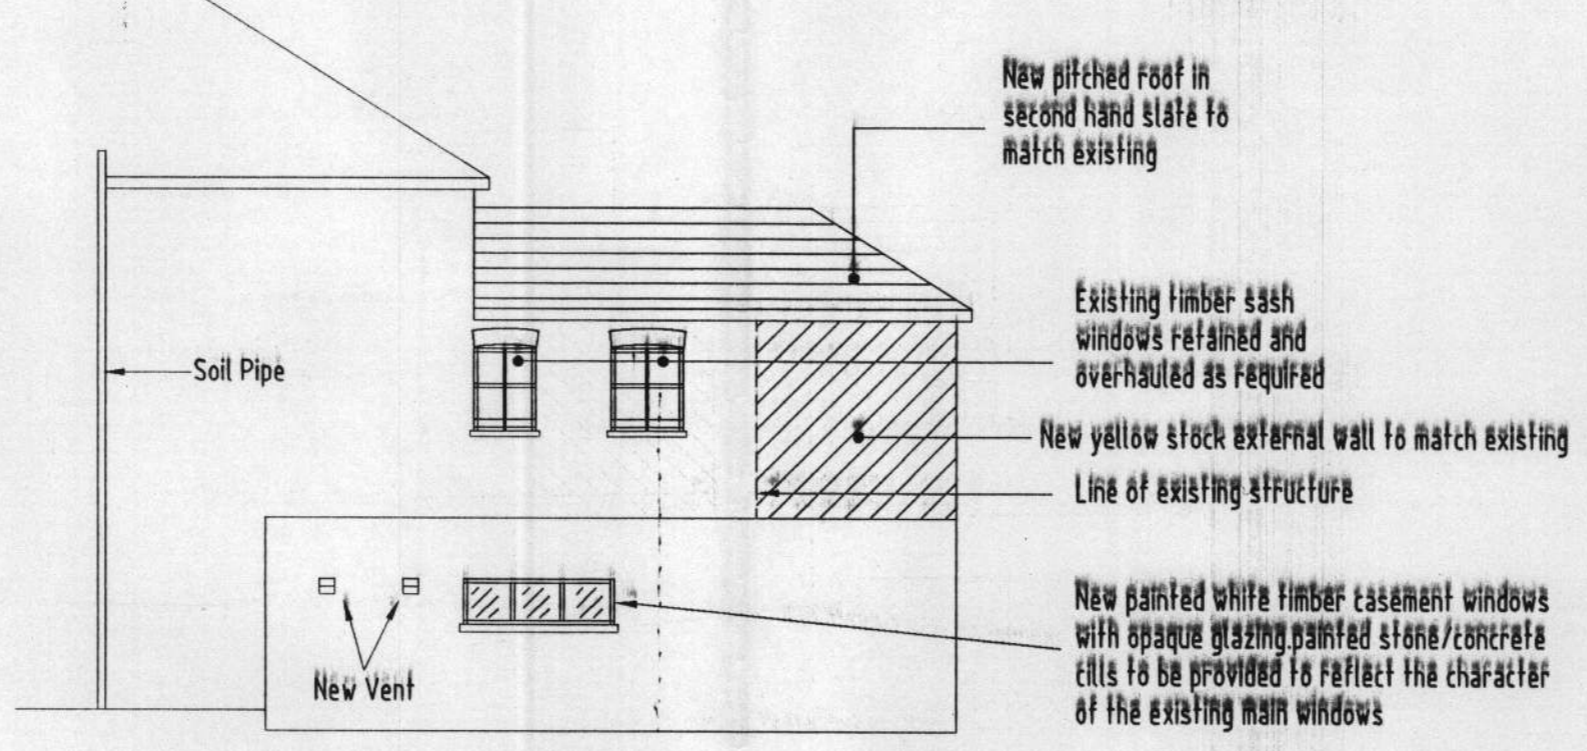 New pitched roof in
second hand slate to
match existing
Existing timber sash
windows retained and
overhauled as required
Soil Pipe
New yellow stock external wall to match existing
Line of existing structure
New painted white timber casement windows
with opaque glazing.painted stone/concrete
cills to be provided to reflect the character
of the existing main windows
New Vent